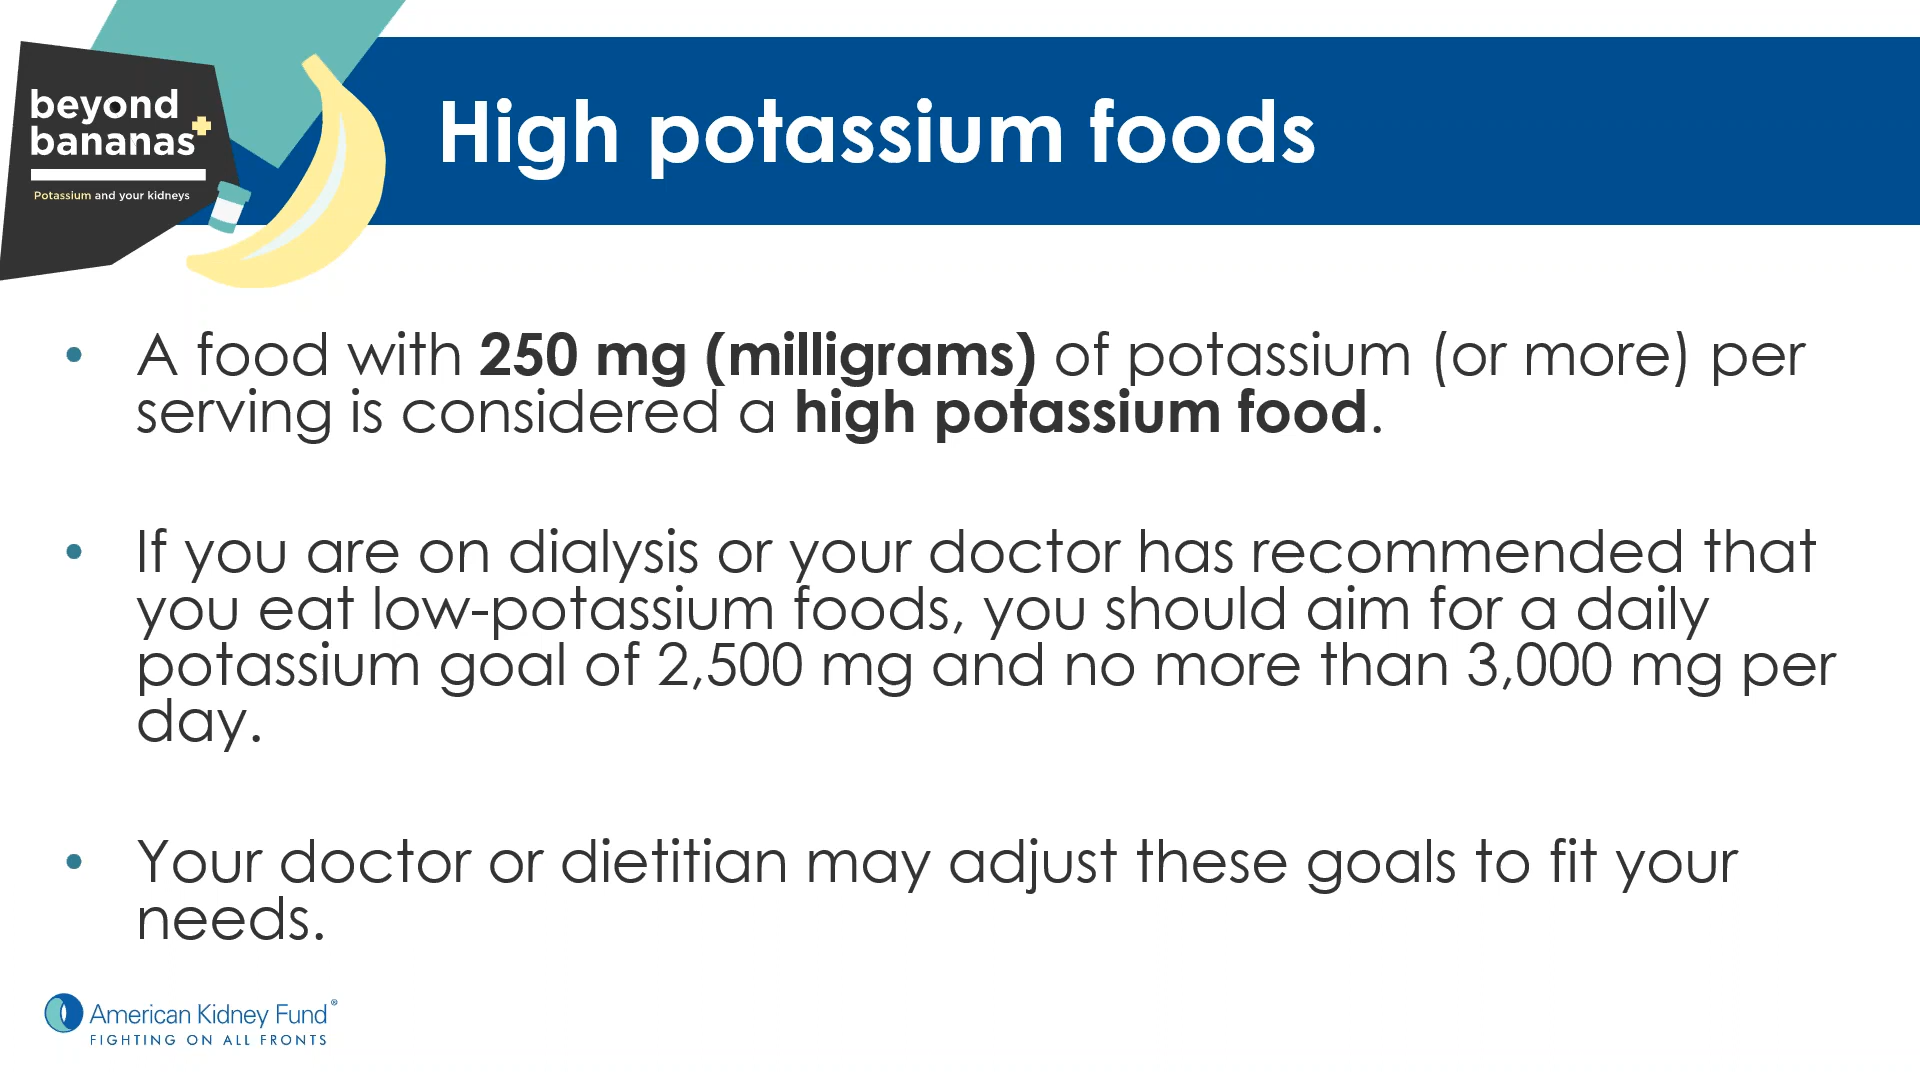 beyond
bananas
Potassium and your kidneys
High potassium foods
• A food with 250 mg (milligrams) of potassium (or more) per
serving is considered a high potassium food.
• If you are on dialysis or your doctor has recommended that
you eat low-potassium foods, you should aim for a daily
potassium goal of 2,500 mg and no more than 3,000 mg per
day.
• Your doctor or dietitian may adjust these goals to fit your
needs.
American Kidney Fund®
FIGHTING ON ALL FRONTS